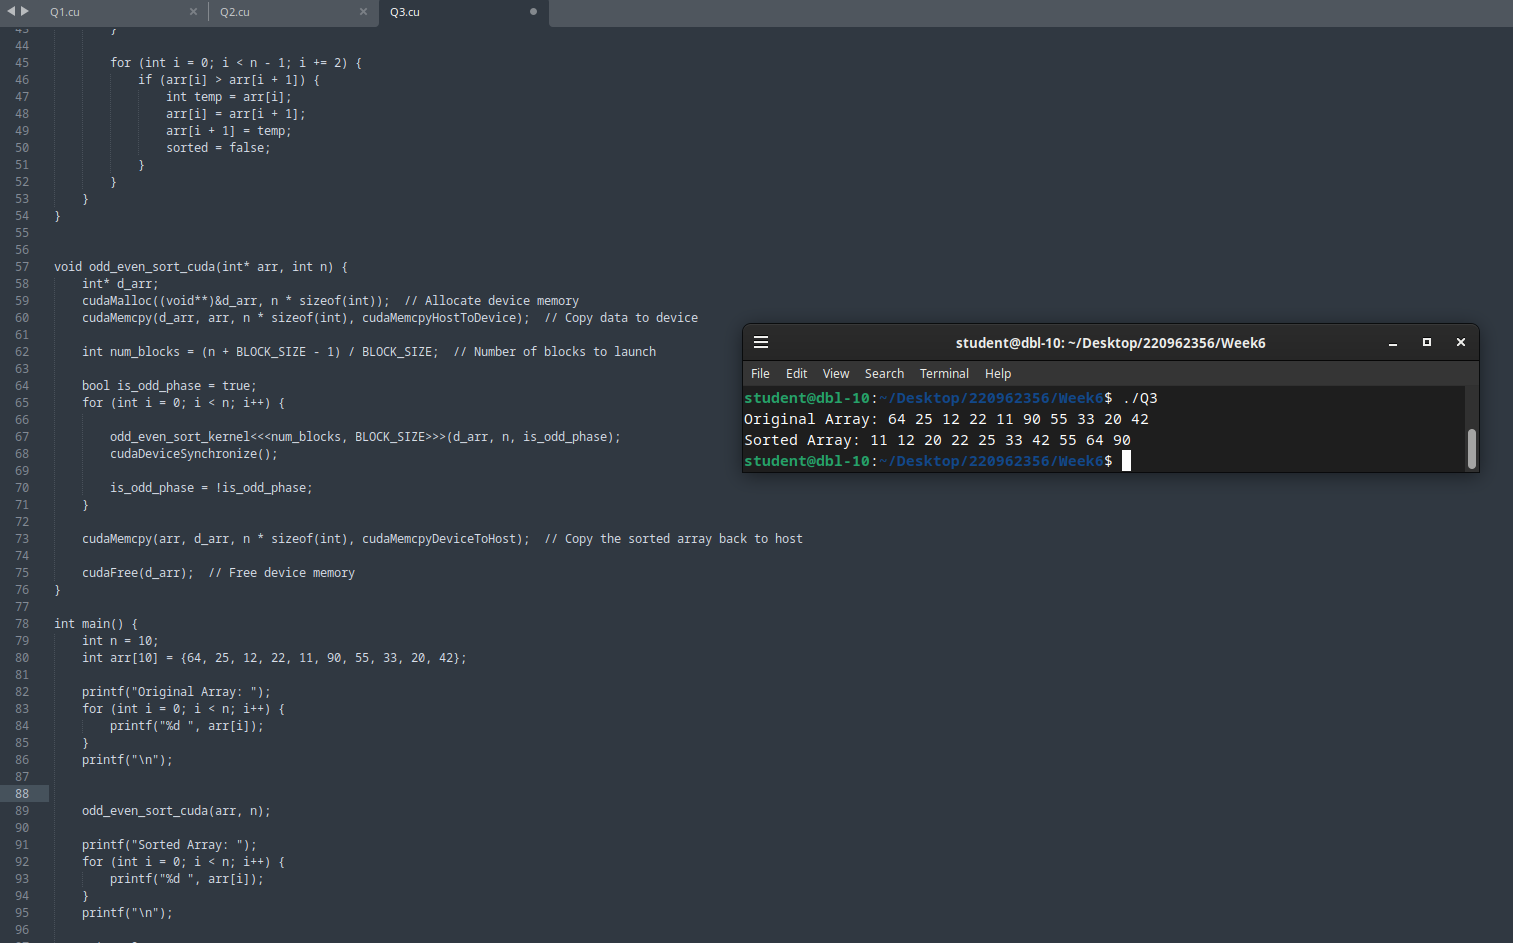 Q1.cu × Q2.cu × Q3.cu
}
44
45 for (int i = 0; i < n - 1; i += 2) {
46 if (arr[i] > arr[i + 1]) {
47 int temp = arr[i];
48 arr[i] = arr[i + 1];
49 arr[i + 1] = temp;
50 sorted = false;
51 }
52 }
53 }
54 }
55
56
57 void odd_even_sort_cuda(int* arr, int n) {
58 int* d_arr;
59 cudaMalloc((void**)&d_arr, n * sizeof(int)); // Allocate device memory
60 cudaMemcpy(d_arr, arr, n * sizeof(int), cudaMemcpyHostToDevice); // Copy data to device
61
62 int num_blocks = (n + BLOCK_SIZE - 1) / BLOCK_SIZE; // Number of blocks to launch
63
64 bool is_odd_phase = true;
65 for (int i = 0; i < n; i++) {
66
67 odd_even_sort_kernel<<<num_blocks, BLOCK_SIZE>>>(d_arr, n, is_odd_phase);
68 cudaDeviceSynchronize();
69
70 is_odd_phase = !is_odd_phase;
71 }
72
73 cudaMemcpy(arr, d_arr, n * sizeof(int), cudaMemcpyDeviceToHost); // Copy the sorted array back to host
74
75 cudaFree(d_arr); // Free device memory
76 }
77
78 int main() {
79 int n = 10;
80 int arr[10] = {64, 25, 12, 22, 11, 90, 55, 33, 20, 42};
81
82 printf("Original Array: ");
83 for (int i = 0; i < n; i++) {
84 printf("%d ", arr[i]);
85 }
86 printf("\n");
87
88
89 odd_even_sort_cuda(arr, n);
90
91 printf("Sorted Array: ");
92 for (int i = 0; i < n; i++) {
93 printf("%d ", arr[i]);
94 }
95 printf("\n");
96
student@dbl-10: ~/Desktop/220962356/Week6
File Edit View Search Terminal Help
student@dbl-10:~/Desktop/220962356/Week6$ ./Q3
Original Array: 64 25 12 22 11 90 55 33 20 42
Sorted Array: 11 12 20 22 25 33 42 55 64 90
student@dbl-10:~/Desktop/220962356/Week6$